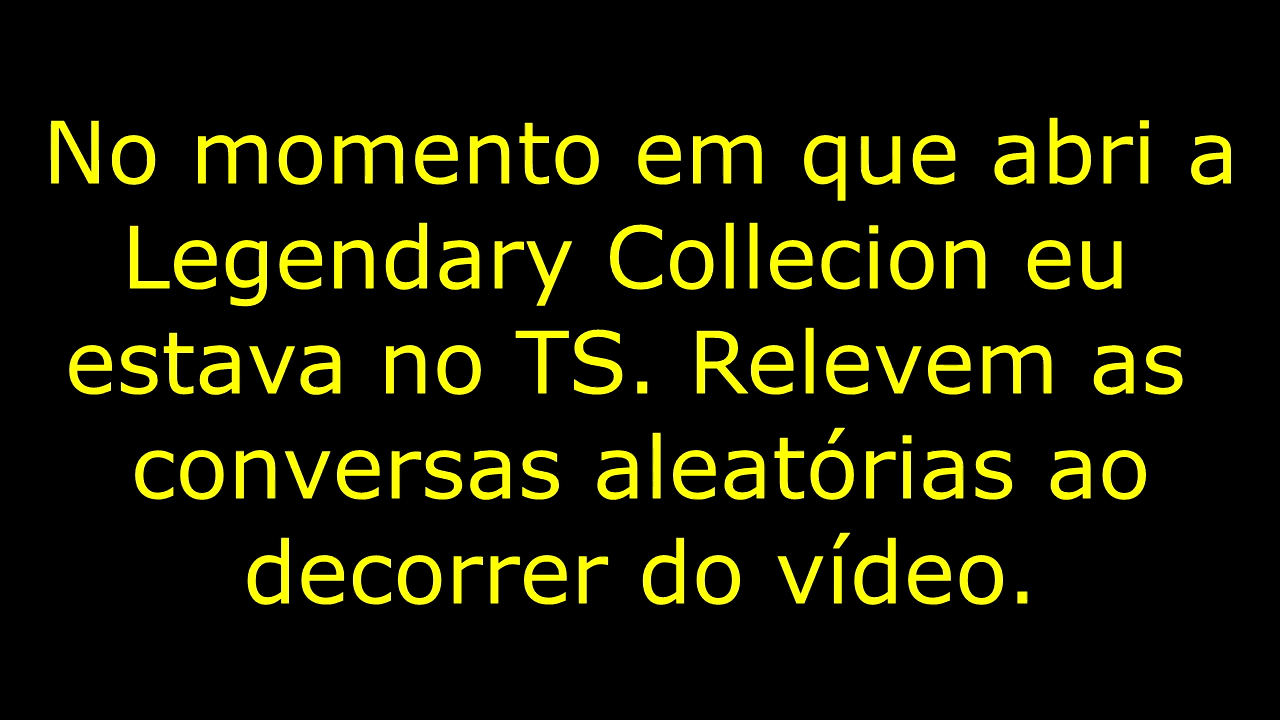 No momento em que abri a
Legendary Collecion eu
estava no TS. Relevem as
conversas aleatórias ao
decorrer do vídeo.